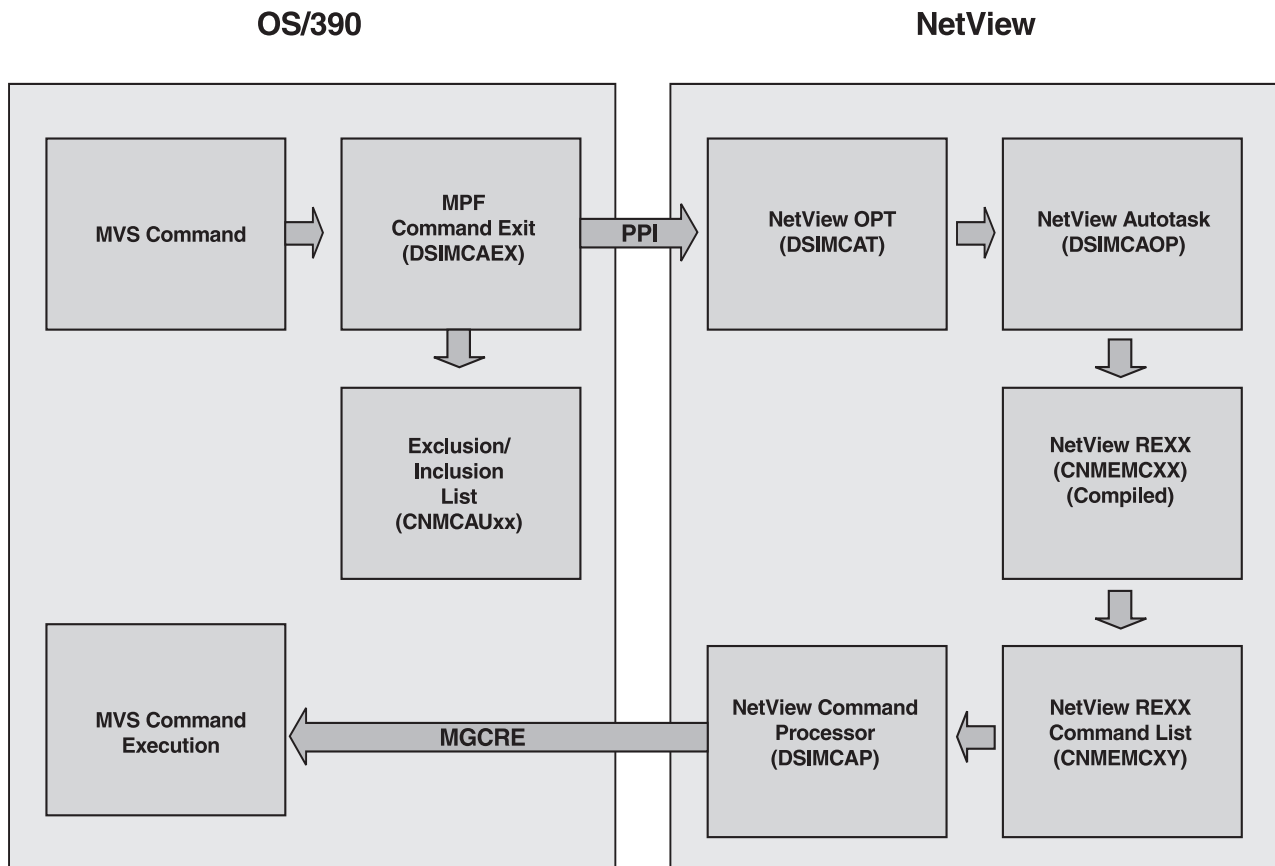 OS/390
NetView
MVS Command
MPF
Command Exit
(DSIMCAEX)
PPI
NetView OPT
(DSIMCAT)
NetView Autotask
(DSIMCAOP)
Exclusion/
Inclusion
List
(CNMCAUxx)
NetView REXX
(CNMEMCXX)
(Compiled)
MVS Command
Execution
MGCRE
NetView Command
Processor
(DSIMCAP)
NetView REXX
Command List
(CNMEMCXY)